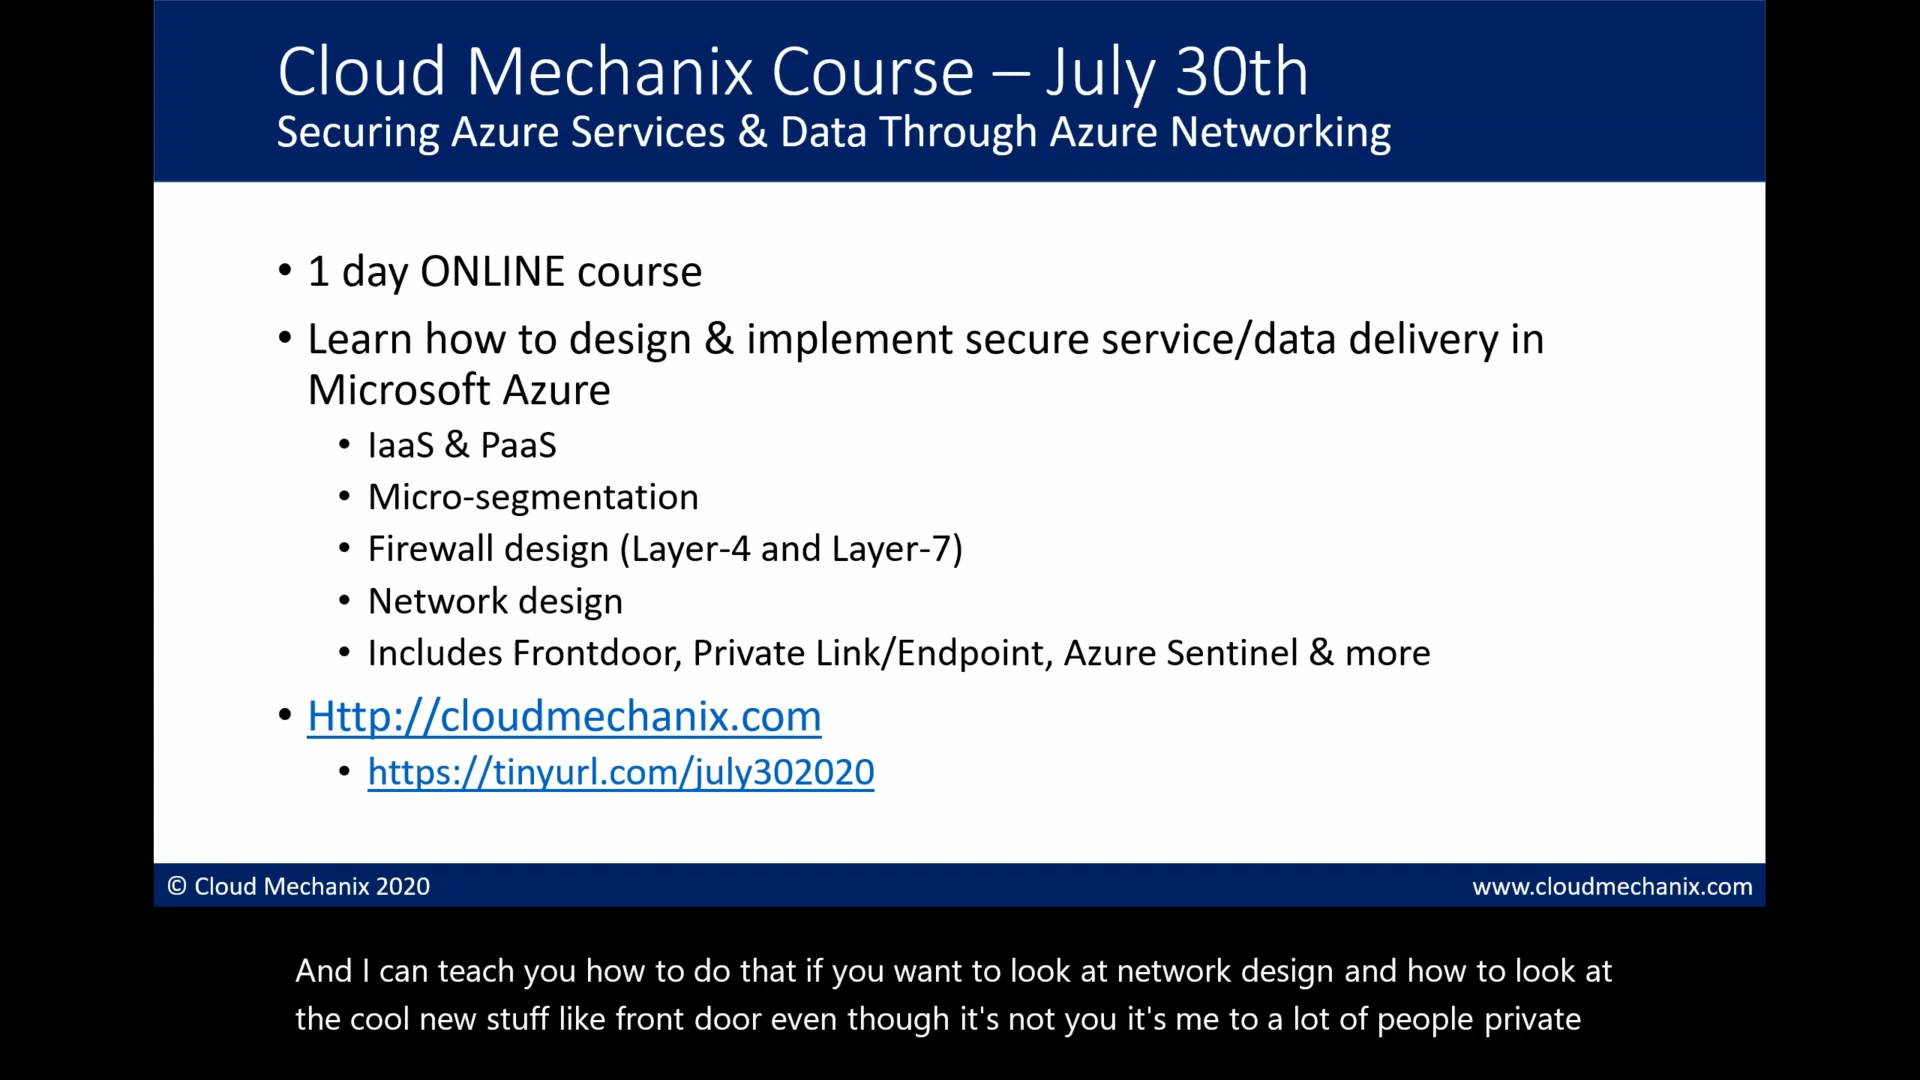 Cloud Mechanix Course – July 30th
Securing Azure Services & Data Through Azure Networking
• 1 day ONLINE course
• Learn how to design & implement secure service/data delivery in
Microsoft Azure
• IaaS & PaaS
• Micro-segmentation
• Firewall design (Layer-4 and Layer-7)
• Network design
• Includes Frontdoor, Private Link/Endpoint, Azure Sentinel & more
• Http://cloudmechanix.com
• https://tinyurl.com/july302020
© Cloud Mechanix 2020
www.cloudmechanix.com
And I can teach you how to do that if you want to look at network design and how to look at
the cool new stuff like front door even though it's not you it's me to a lot of people private